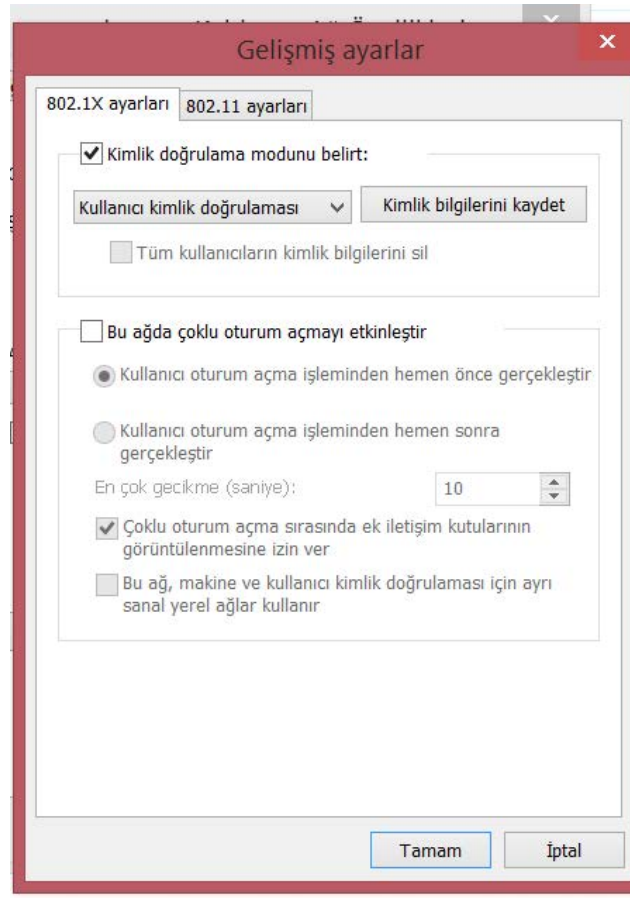 Gelişmiş ayarlar
802.1X ayarları
802.11 ayarları
Kimlik doğrulama modunu belirt:
Kullanıcı kimlik doğrulaması
Kimlik bilgilerini kaydet
Tüm kullanıcıların kimlik bilgilerini sil
Bu ağda çoklu oturum açmayı etkinleştir
Kullanıcı oturum açma işleminden hemen önce gerçekleştir
Kullanıcı oturum açma işleminden hemen sonra
gerçekleştir
En çok gecikme (saniye):
10
Çoklu oturum açma sırasında ek iletişim kutularının
görüntülenmesine izin ver
Bu ağ, makine ve kullanıcı kimlik doğrulaması için ayrı
sanal yerel ağlar kullanır
Tamam
İptal